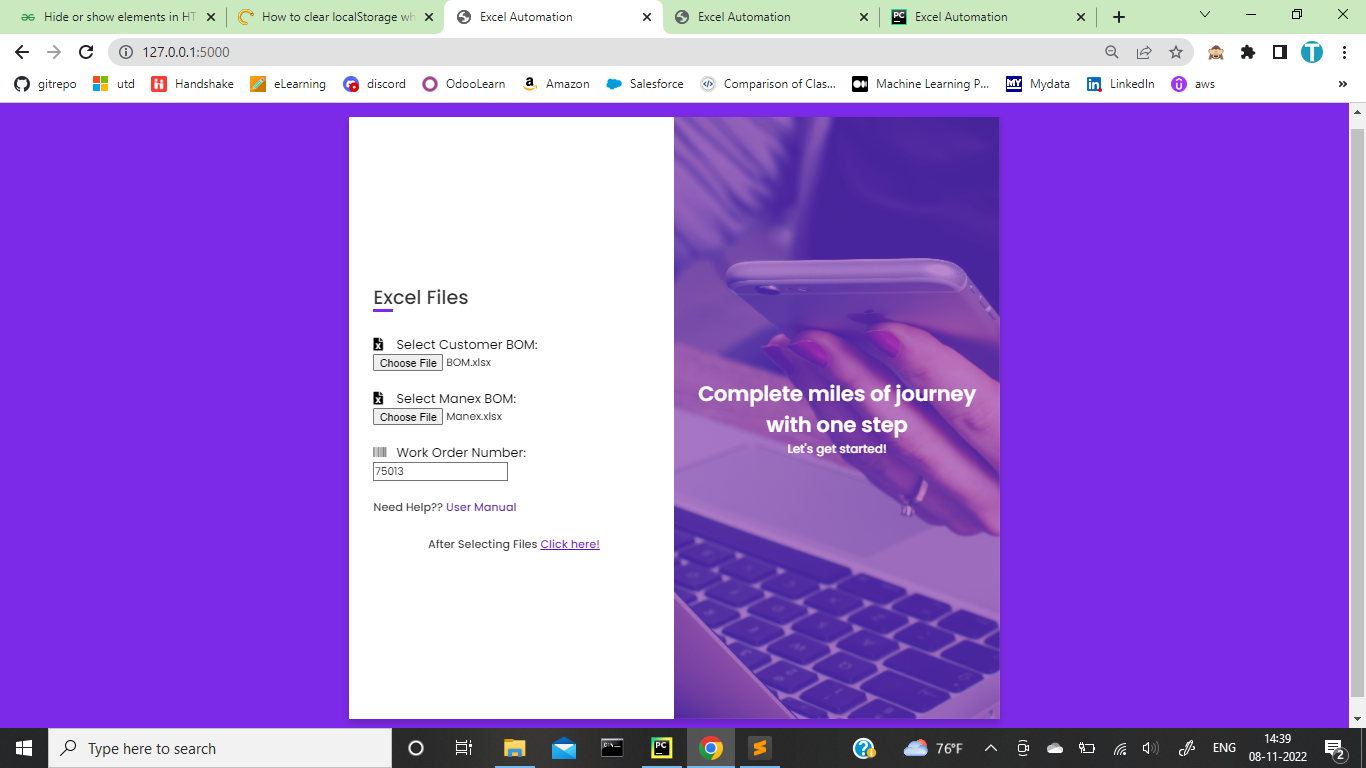 Hide or show elements in HT
How to clear localStorage wh
Excel Automation
Excel Automation
PC
Excel Automation
127.0.0.1:5000
gitrepo
utd
Handshake
eLearning
discord
OdooLearn
Amazon
Salesforce
Comparison of Clas...
Machine Learning P...
MY
Mydata
in
LinkedIn
aws
»
Excel Files
Select Customer BOM:
Choose File BOM.xlsx
Select Manex BOM:
Choose File Manex.xlsx
Work Order Number:
75013
Need Help?? User Manual
After Selecting Files Click here!
Complete miles of journey
with one step
Let's get started!
Type here to search
PC
76°F
ENG
14:39
08-11-2022
2